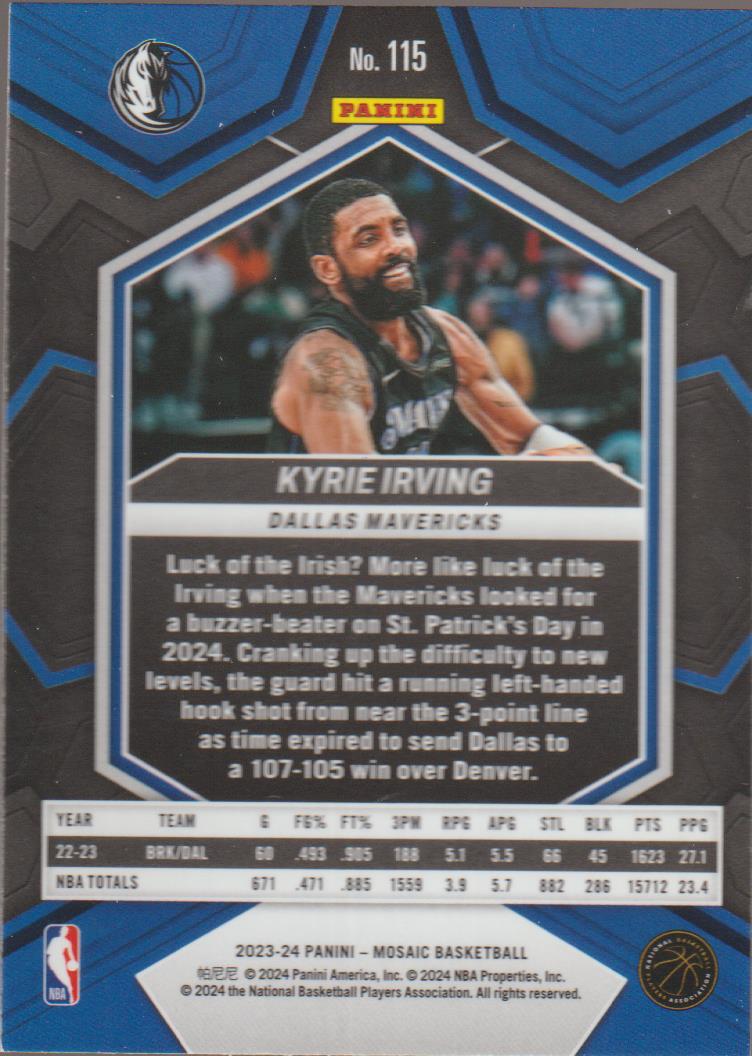 No. 115
PANINI
KYRIE IRVING
DALLAS MAVERICKS
Luck of the Irish? More like luck of the
Irving when the Mavericks looked for
a buzzer-beater on St. Patrick's Day in
2024. Cranking up the difficulty to new
levels, the guard hit a running left-handed
hook shot from near the 3-point line
as time expired to send Dallas to
a 107-105 win over Denver.
YEAR TEAM G FG% FT% 3PM RPG APG STL BLK PTS PPG
22-23 BRK/DAL 60 .493 .905 188 5.1 5.5 66 45 1623 27.1
NBA TOTALS 671 .471 .885 1559 3.9 5.7 882 286 15712 23.4
NBA
2023-24 PANINI – MOSAIC BASKETBALL
帕尼尼 © 2024 Panini America, Inc. © 2024 NBA Properties, Inc.
© 2024 the National Basketball Players Association. All rights reserved.
NATIONAL BASKETBALL
PLAYERS ASSOCIATION